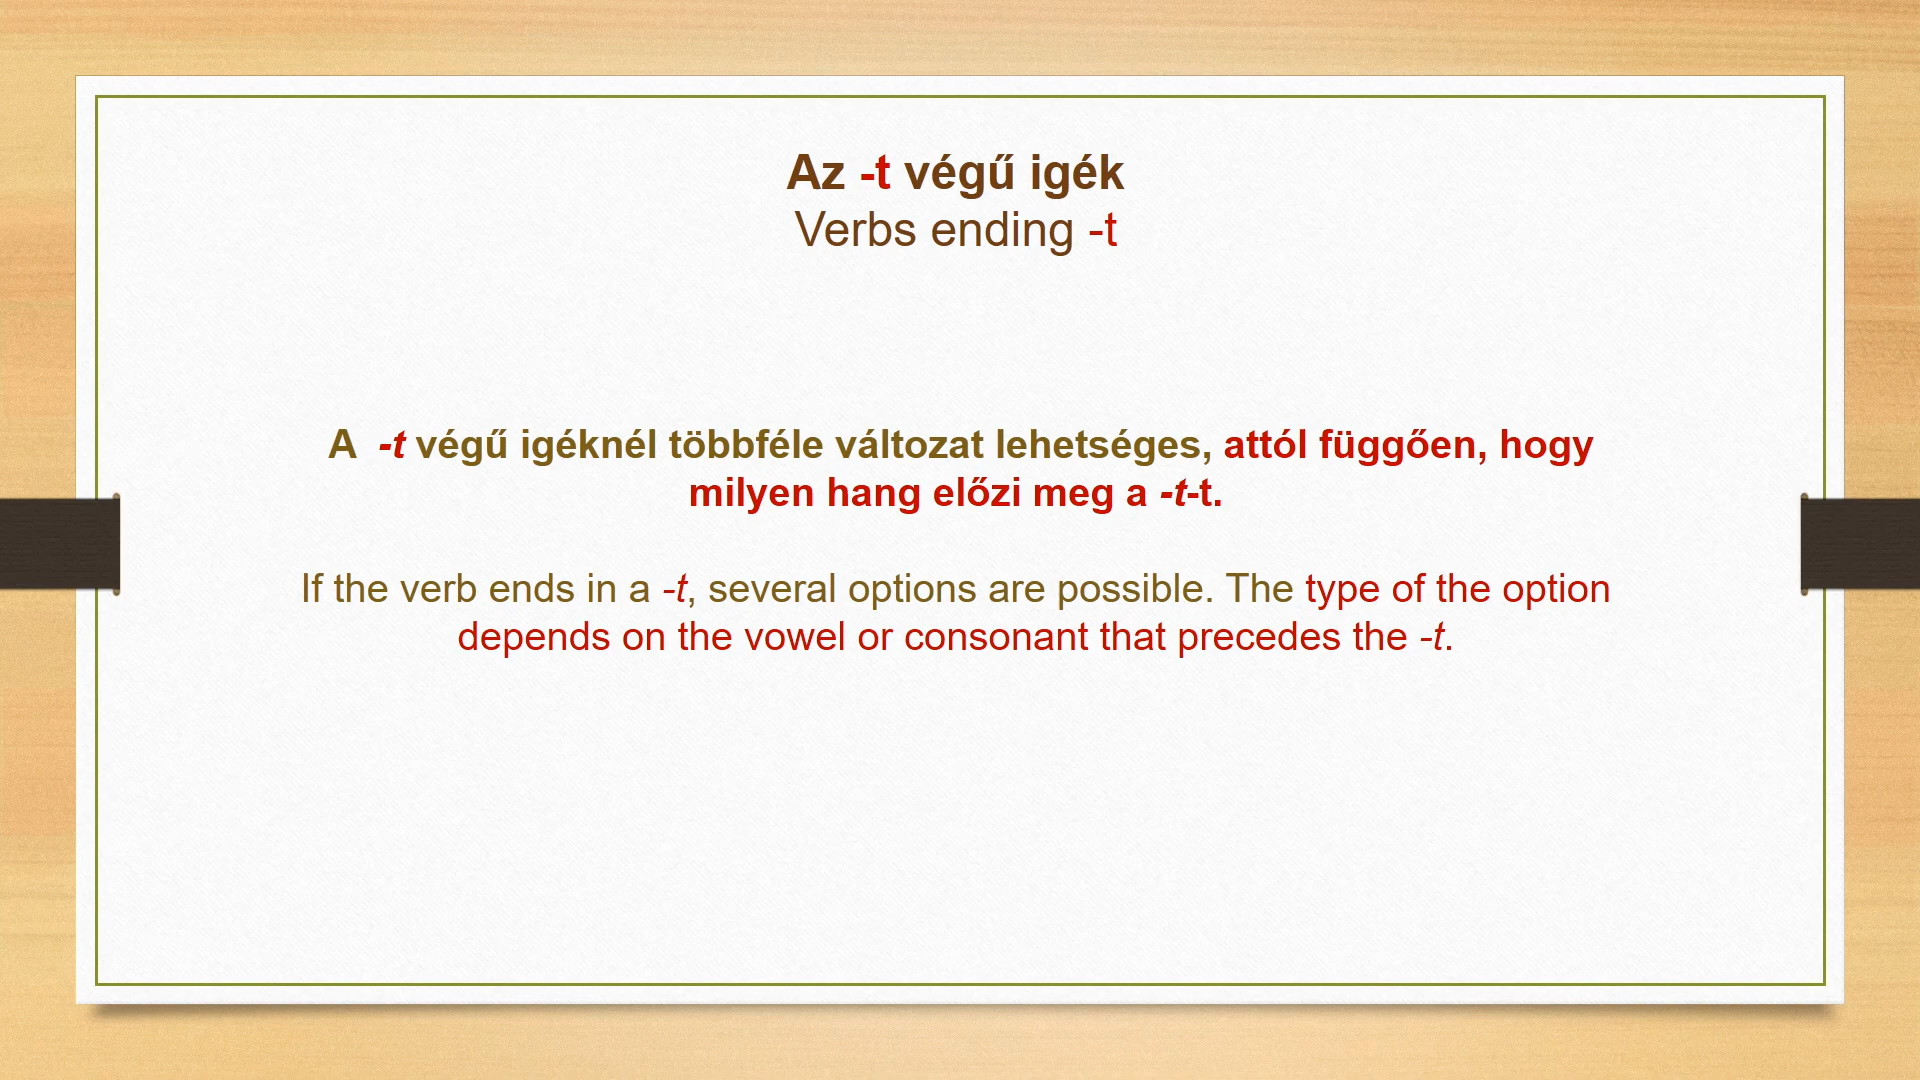 Az -t végű igék
Verbs ending -t
A -t végű igéknél többféle változat lehetséges, attól függően, hogy
milyen hang előzi meg a -t-t.
If the verb ends in a -t, several options are possible. The type of the option
depends on the vowel or consonant that precedes the -t.